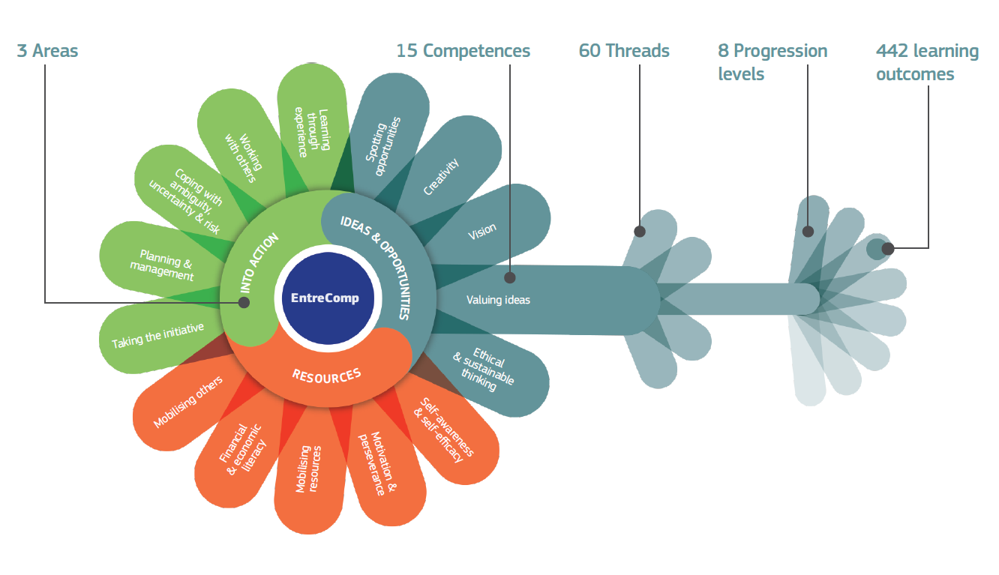 3 Areas
15 Competences
60 Threads
8 Progression
levels
442 learning
outcomes
Learning
through
experience
Spotting
opportunities
Working
with others
Creativity
Coping with
ambiguity,
uncertainty & risk
Vision
Planning &
management
INTO ACTION
IDEAS & OPPORTUNITIES
EntreComp
Valuing ideas
Taking the initiative
RESOURCES
Ethical
& sustainable
thinking
Mobilising others
Self-awareness
& self-efficacy
Financial
& economic
literacy
Mobilising
resources
Motivation &
perseverance